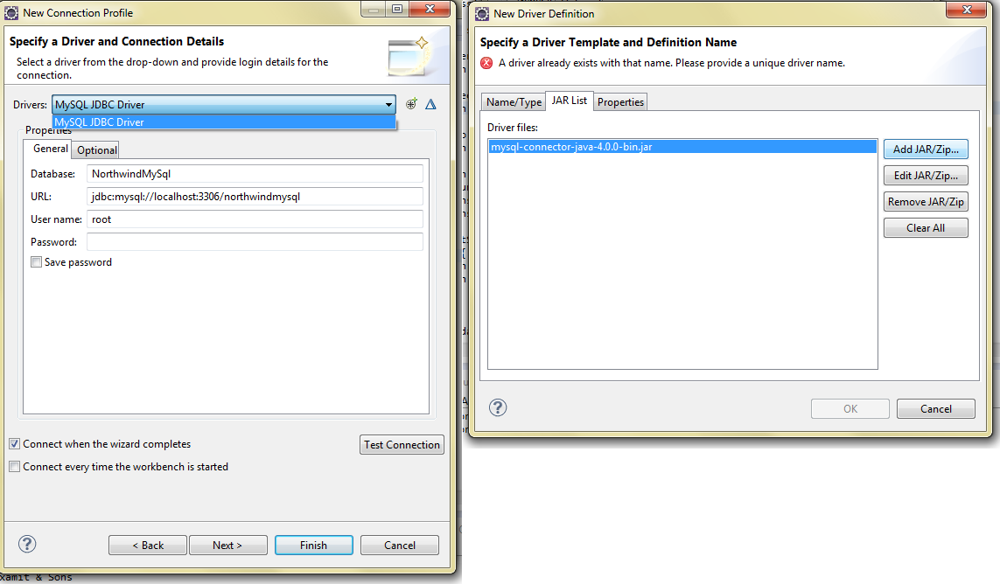 New Connection Profile
Specify a Driver and Connection Details
Select a driver from the drop-down and provide login details for the
connection.
Drivers: MySQL JDBC Driver
MySQL JDBC Driver
Properties
General Optional
Database: NorthwindMySql
URL: jdbc:mysql://localhost:3306/northwindmysql
User name: root
Password:
Save password
Connect when the wizard completes
Test Connection
Connect every time the workbench is started
? < Back Next > Finish Cancel
xamit & Sons
New Driver Definition
Specify a Driver Template and Definition Name
A driver already exists with that name. Please provide a unique driver name.
Name/Type JAR List Properties
Driver files:
mysql-connector-java-4.0.0-bin.jar
Add JAR/Zip...
Edit JAR/Zip...
Remove JAR/Zip
Clear All
? OK Cancel